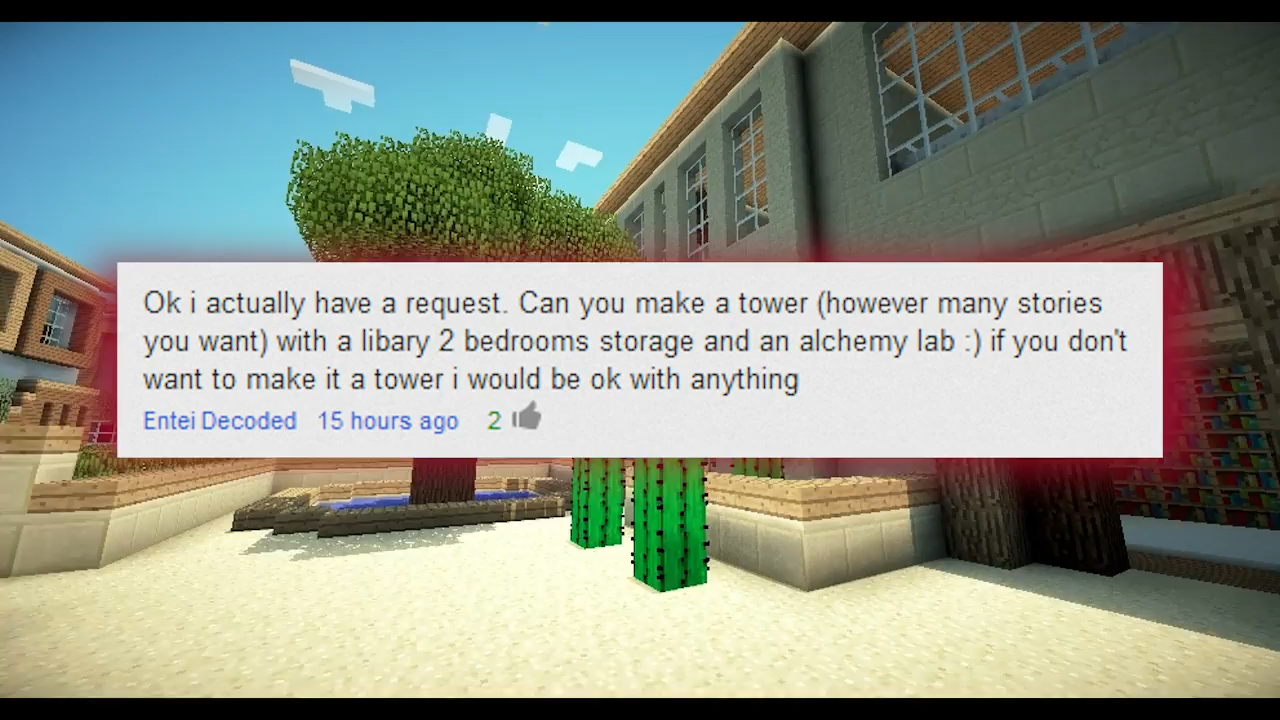 Ok i actually have a request. Can you make a tower (however many stories
you want) with a libary 2 bedrooms storage and an alchemy lab :) if you don't
want to make it a tower i would be ok with anything
Entei Decoded 15 hours ago 2